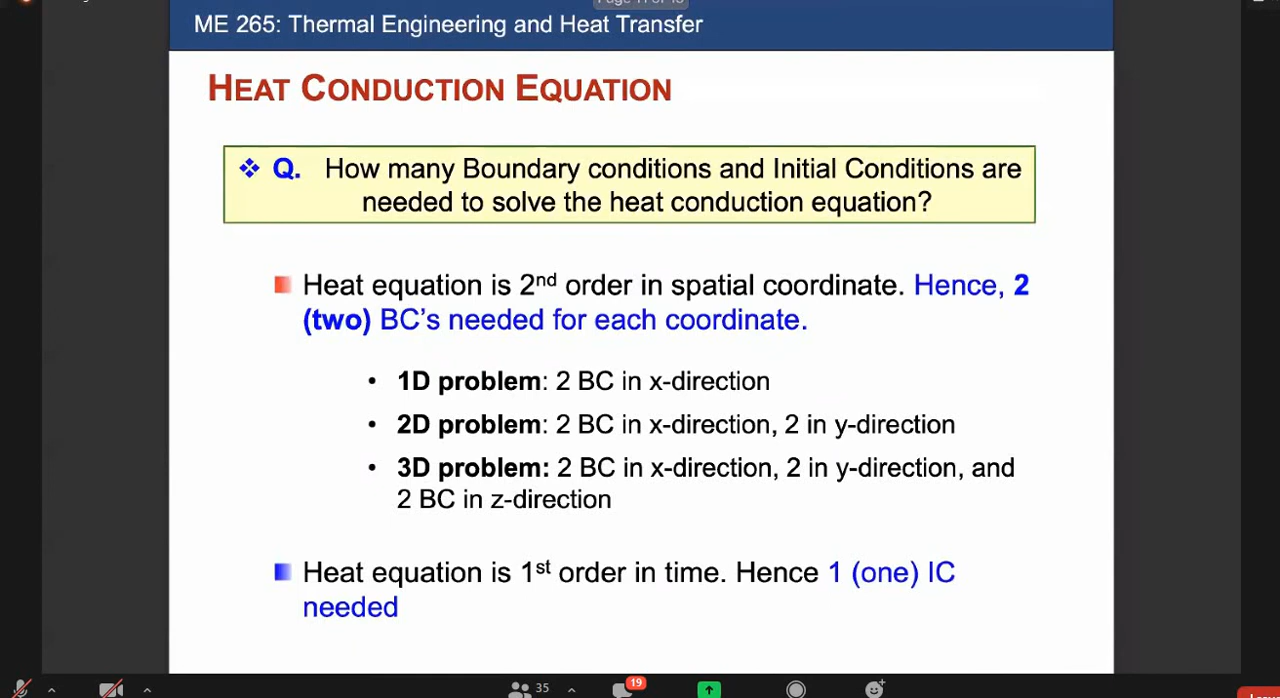 ME 265: Thermal Engineering and Heat Transfer
HEAT CONDUCTION EQUATION
❖ Q. How many Boundary conditions and Initial Conditions are
needed to solve the heat conduction equation?
Heat equation is 2nd order in spatial coordinate. Hence, 2
(two) BC's needed for each coordinate.
• 1D problem: 2 BC in x-direction
• 2D problem: 2 BC in x-direction, 2 in y-direction
• 3D problem: 2 BC in x-direction, 2 in y-direction, and
2 BC in z-direction
Heat equation is 1st order in time. Hence 1 (one) IC
needed
35
19